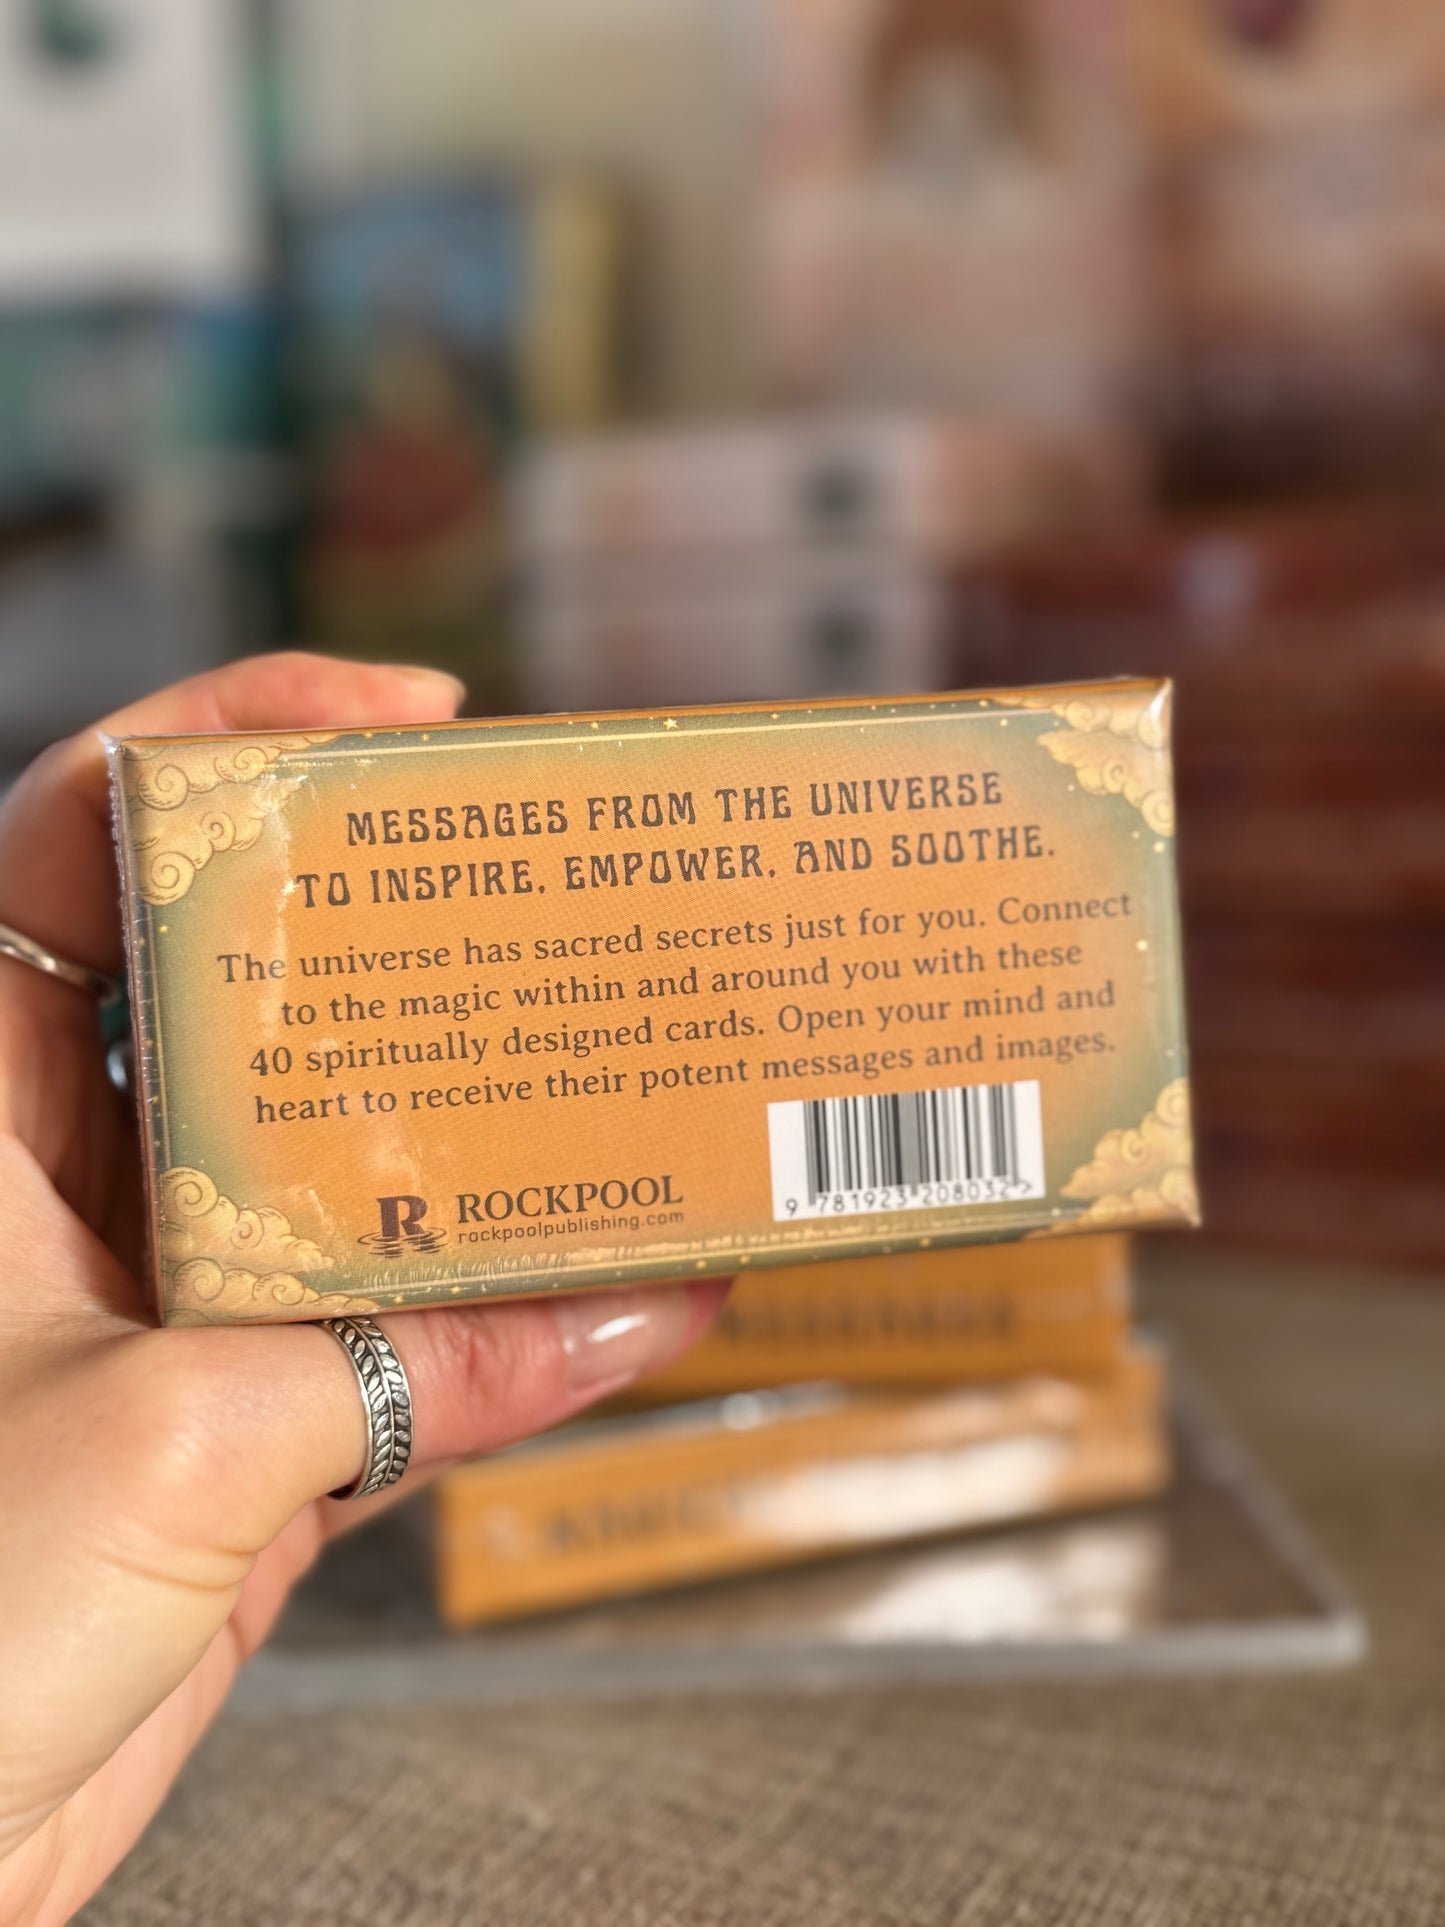 MESSAGES FROM THE UNIVERSE
TO INSPIRE, EMPOWER, AND SOOTHE.
The universe has sacred secrets just for you. Connect
to the magic within and around you with these
40 spiritually designed cards. Open your mind and
heart to receive their potent messages and images.
R ROCKPOOL
rockpoolpublishing.com
9 781923 208032 >